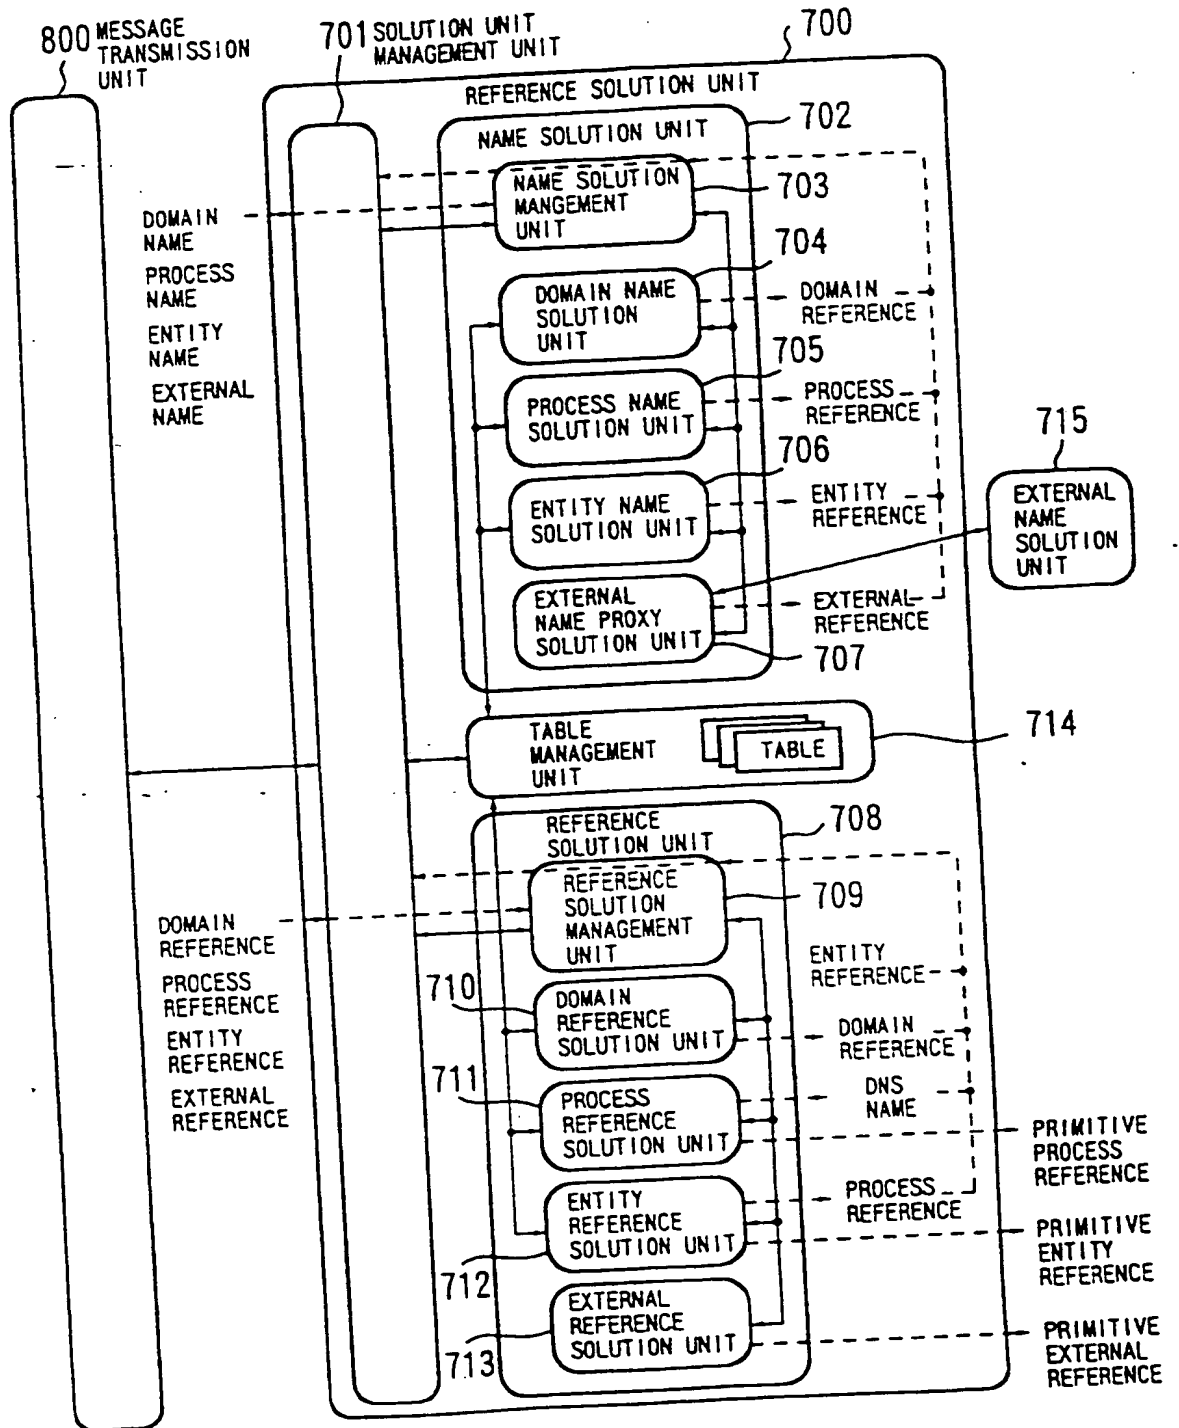 800 MESSAGE
TRANSMISSION
UNIT
701 SOLUTION UNIT
MANAGEMENT UNIT
700
REFERENCE SOLUTION UNIT
702
NAME SOLUTION UNIT
NAME SOLUTION
MANGEMENT
UNIT
703
DOMAIN
NAME
PROCESS
NAME
ENTITY
NAME
EXTERNAL
NAME
704
DOMAIN NAME
SOLUTION
UNIT
DOMAIN
REFERENCE
705
PROCESS NAME
SOLUTION UNIT
PROCESS
REFERENCE
706
ENTITY NAME
SOLUTION UNIT
ENTITY
REFERENCE
715
EXTERNAL
NAME
SOLUTION
UNIT
EXTERNAL
NAME PROXY
SOLUTION UNIT
EXTERNAL
REFERENCE
707
TABLE
MANAGEMENT
UNIT
TABLE
714
REFERENCE
SOLUTION UNIT
708
REFERENCE
SOLUTION
MANAGEMENT
UNIT
709
DOMAIN
REFERENCE
PROCESS
REFERENCE
ENTITY
REFERENCE
EXTERNAL
REFERENCE
ENTITY
REFERENCE
710
DOMAIN
REFERENCE
SOLUTION UNIT
DOMAIN
REFERENCE
711
PROCESS
REFERENCE
SOLUTION UNIT
DNS
NAME
PRIMITIVE
PROCESS
REFERENCE
ENTITY
REFERENCE
SOLUTION UNIT
712
PROCESS
REFERENCE
PRIMITIVE
ENTITY
REFERENCE
EXTERNAL
REFERENCE
SOLUTION UNIT
713
PRIMITIVE
EXTERNAL
REFERENCE